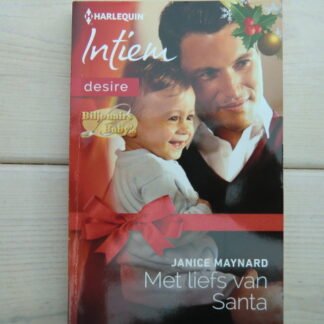 HARLEQUIN
Intiem
desire
Biljonairs
& Baby's
JANICE MAYNARD
Met liefs van
Santa